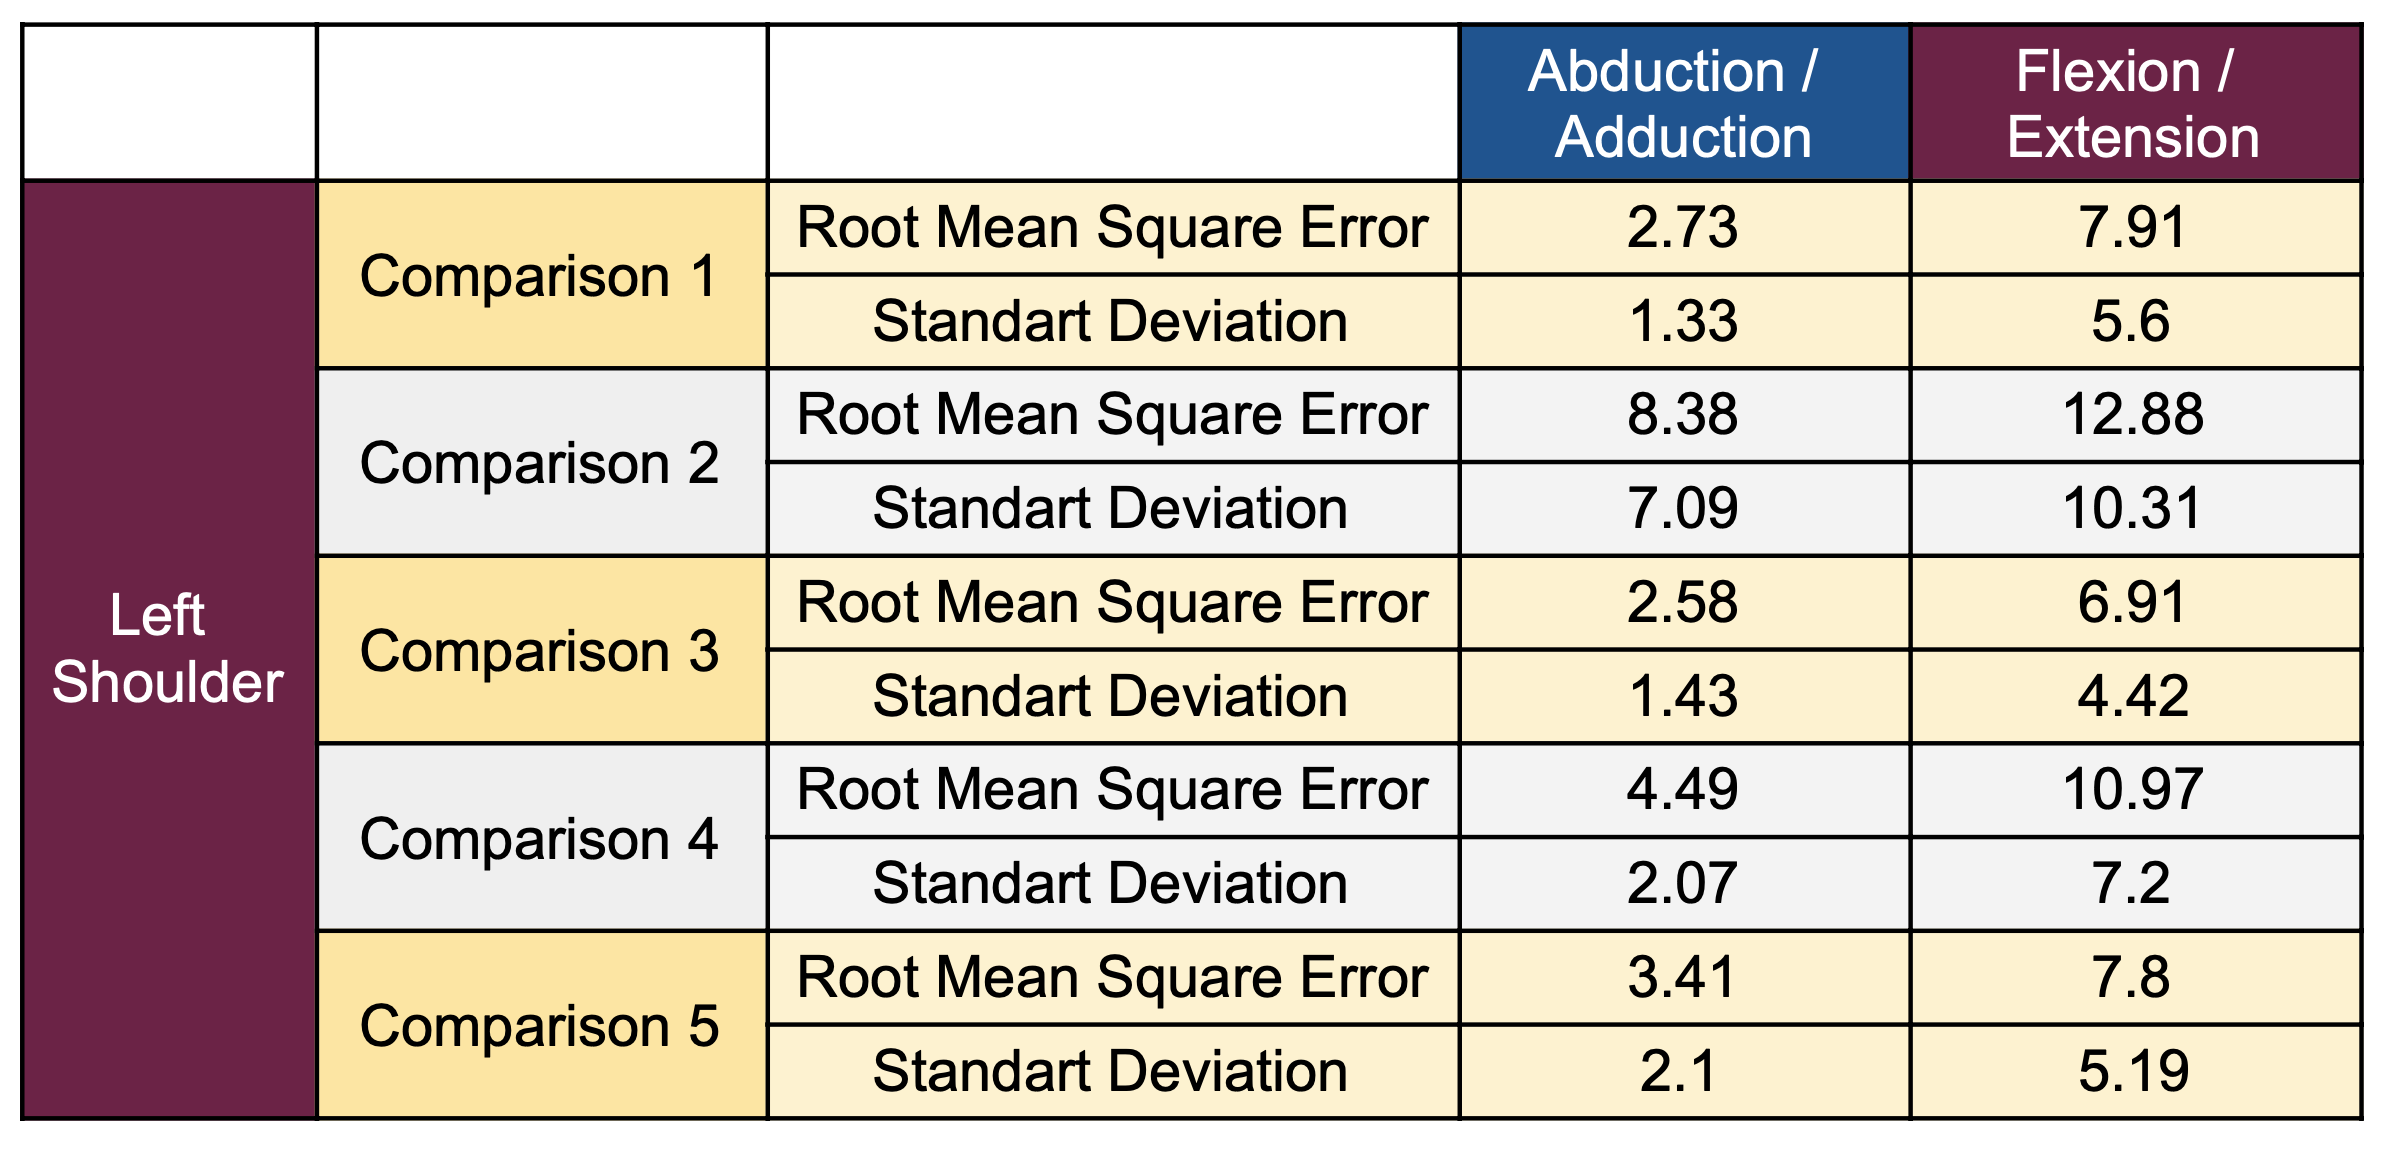 Abduction / Adduction Flexion / Extension
Left Shoulder
Comparison 1
Root Mean Square Error 2.73 7.91
Standart Deviation 1.33 5.6
Comparison 2
Root Mean Square Error 8.38 12.88
Standart Deviation 7.09 10.31
Comparison 3
Root Mean Square Error 2.58 6.91
Standart Deviation 1.43 4.42
Comparison 4
Root Mean Square Error 4.49 10.97
Standart Deviation 2.07 7.2
Comparison 5
Root Mean Square Error 3.41 7.8
Standart Deviation 2.1 5.19